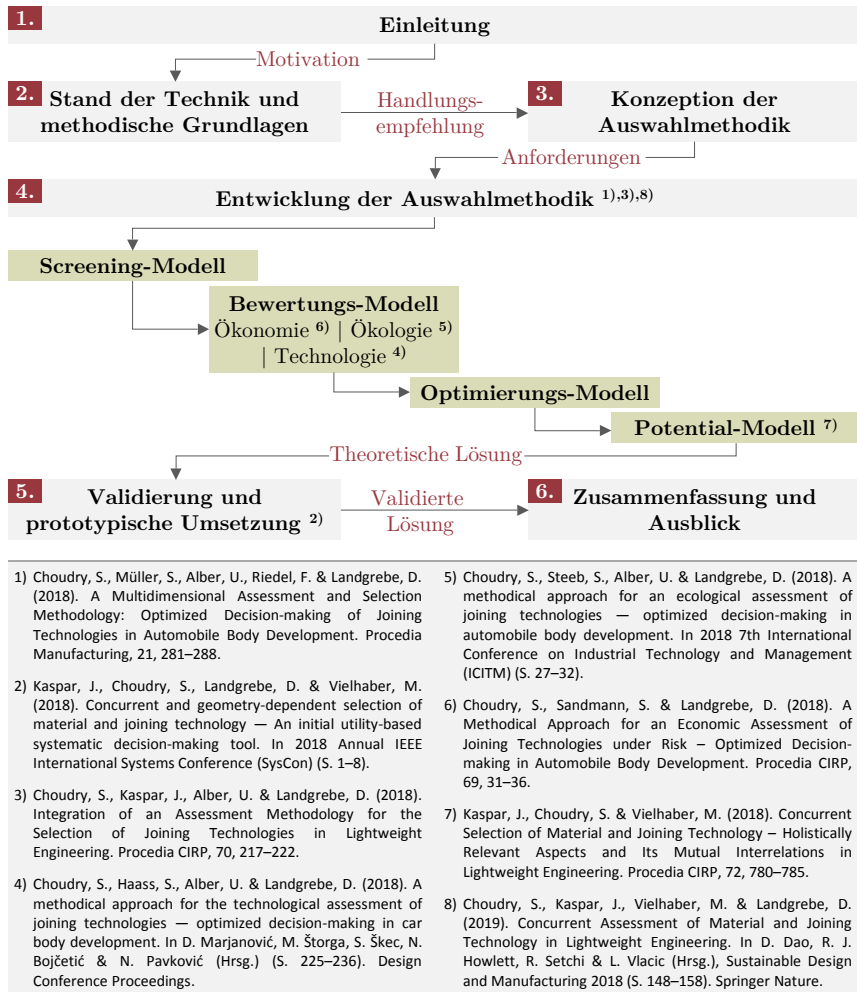 1.
Einleitung
Motivation
2.
Stand der Technik und
methodische Grundlagen
Handlungs-
empfehlung
3.
Konzeption der
Auswahlmethodik
Anforderungen
4.
Entwicklung der Auswahlmethodik 1),3),8)
Screening-Modell
Bewertungs-Modell
Ökonomie 6) | Ökologie 5)
| Technologie 4)
Optimierungs-Modell
Potential-Modell 7)
Theoretische Lösung
5.
Validierung und
prototypische Umsetzung 2)
Validierte
Lösung
6.
Zusammenfassung und
Ausblick
1) Choudry, S., Müller, S., Alber, U., Riedel, F. & Landgrebe, D.
(2018). A Multidimensional Assessment and Selection
Methodology: Optimized Decision-making of Joining
Technologies in Automobile Body Development. Procedia
Manufacturing, 21, 281–288.
2) Kaspar, J., Choudry, S., Landgrebe, D. & Vielhaber, M.
(2018). Concurrent and geometry-dependent selection of
material and joining technology — An initial utility-based
systematic decision-making tool. In 2018 Annual IEEE
International Systems Conference (SysCon) (S. 1–8).
3) Choudry, S., Kaspar, J., Alber, U. & Landgrebe, D. (2018).
Integration of an Assessment Methodology for the
Selection of Joining Technologies in Lightweight
Engineering. Procedia CIRP, 70, 217–222.
4) Choudry, S., Haass, S., Alber, U. & Landgrebe, D. (2018). A
methodical approach for the technological assessment of
joining technologies — optimized decision-making in car
body development. In D. Marjanović, M. Štorga, S. Škec, N.
Bojčetić & N. Pavković (Hrsg.) (S. 225–236). Design
Conference Proceedings.
5) Choudry, S., Steeb, S., Alber, U. & Landgrebe, D. (2018). A
methodical approach for an ecological assessment of
joining technologies — optimized decision-making in
automobile body development. In 2018 7th International
Conference on Industrial Technology and Management
(ICITM) (S. 27–32).
6) Choudry, S., Sandmann, S. & Landgrebe, D. (2018). A
Methodical Approach for an Economic Assessment of
Joining Technologies under Risk – Optimized Decision-
making in Automobile Body Development. Procedia CIRP,
69, 31–36.
7) Kaspar, J., Choudry, S. & Vielhaber, M. (2018). Concurrent
Selection of Material and Joining Technology – Holistically
Relevant Aspects and Its Mutual Interrelations in
Lightweight Engineering. Procedia CIRP, 72, 780–785.
8) Choudry, S., Kaspar, J., Vielhaber, M. & Landgrebe, D.
(2019). Concurrent Assessment of Material and Joining
Technology in Lightweight Engineering. In D. Dao, R. J.
Howlett, R. Setchi & L. Vlacic (Hrsg.), Sustainable Design
and Manufacturing 2018 (S. 148–158). Springer Nature.